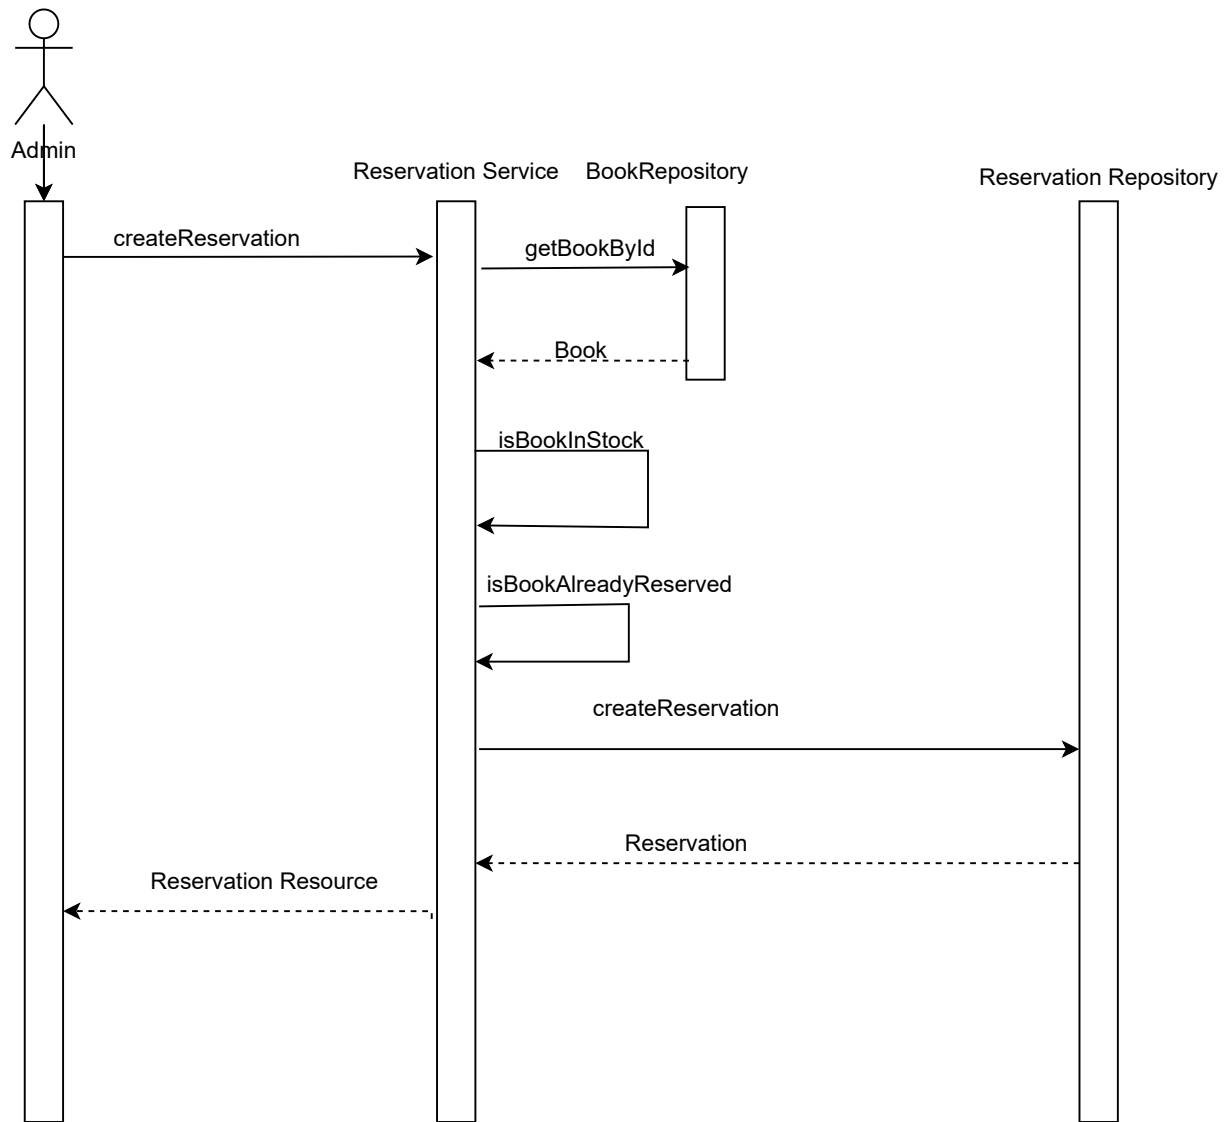 Admin
Reservation Service
BookRepository
Reservation Repository
createReservation
getBookById
Book
isBookInStock
isBookAlreadyReserved
createReservation
Reservation
Reservation Resource